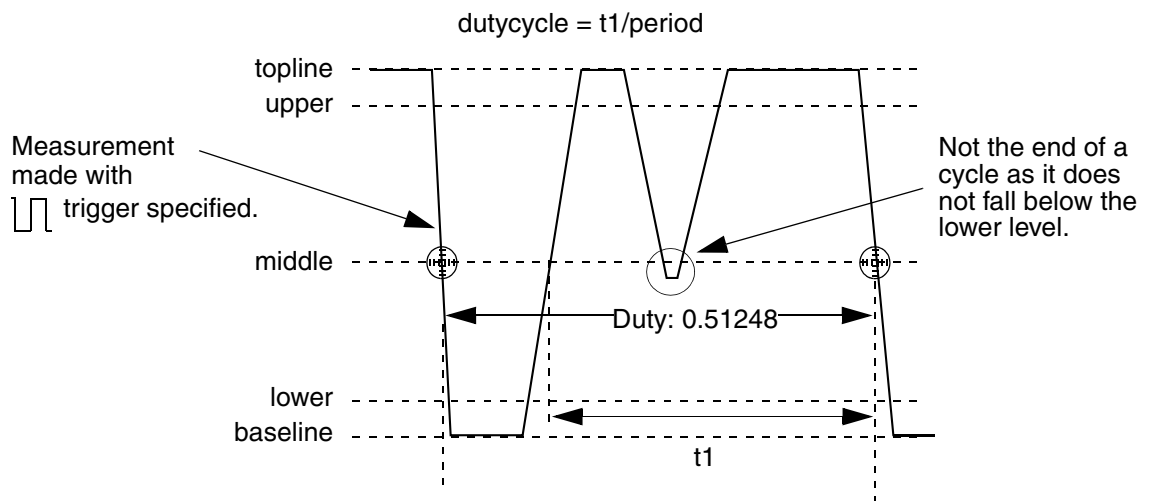 dutycycle = t1/period
topline
upper
Measurement
made with
trigger specified.
Not the end of a
cycle as it does
not fall below the
lower level.
middle
Duty: 0.51248
lower
baseline
t1